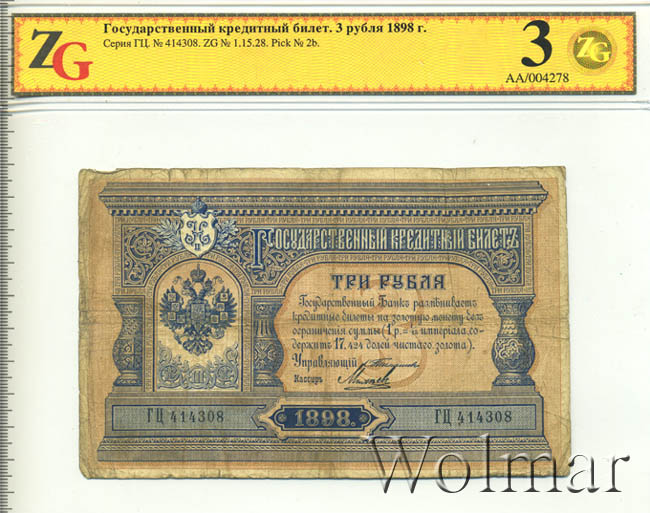 ZG
Государственный кредитный билет. 3 рубля 1898 г.
Серия ГЦ. № 414308. ZG № 1.15.28. Pick № 2b.
3
ZG
AA/004278
Государственный Кредитный Билетъ
ТРИ РУБЛЯ
Государственный Банкъ размѣниваетъ
кредитные билеты на золотую монету безъ
ограниченія суммы (1 р. = 1/15 имперіала, со-
держитъ 17,424 долей чистаго золота).
Управляющій
Кассиръ
ГЦ 414308
1898.
ГЦ 414308
Wolmar